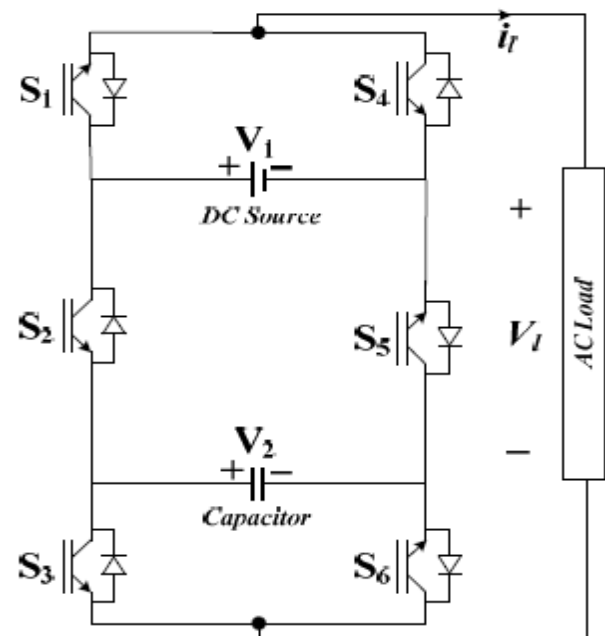 i_l
S₁
S₄
V₁
+ −
DC Source
+
S₂
S₅
V_l
AC Load
V₂
+ −
−
Capacitor
S₃
S₆